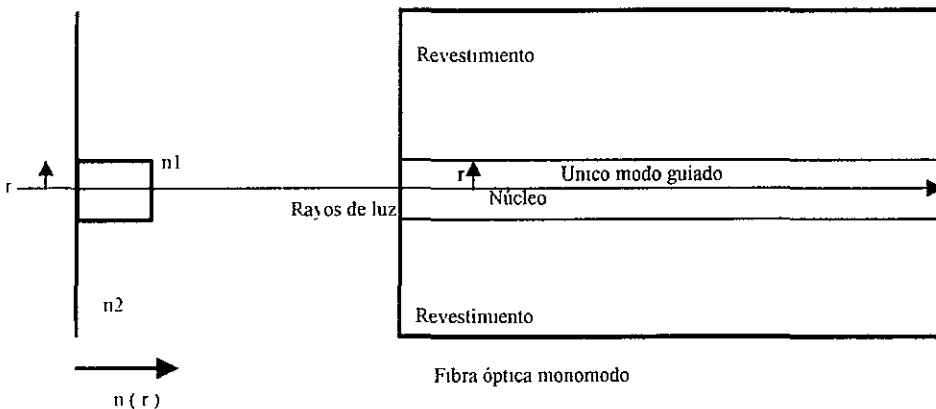 Revestimiento
n1
r
Unico modo guiado
r
Núcleo
Rayos de luz
n2
Revestimiento
Fibra óptica monomodo
n ( r )